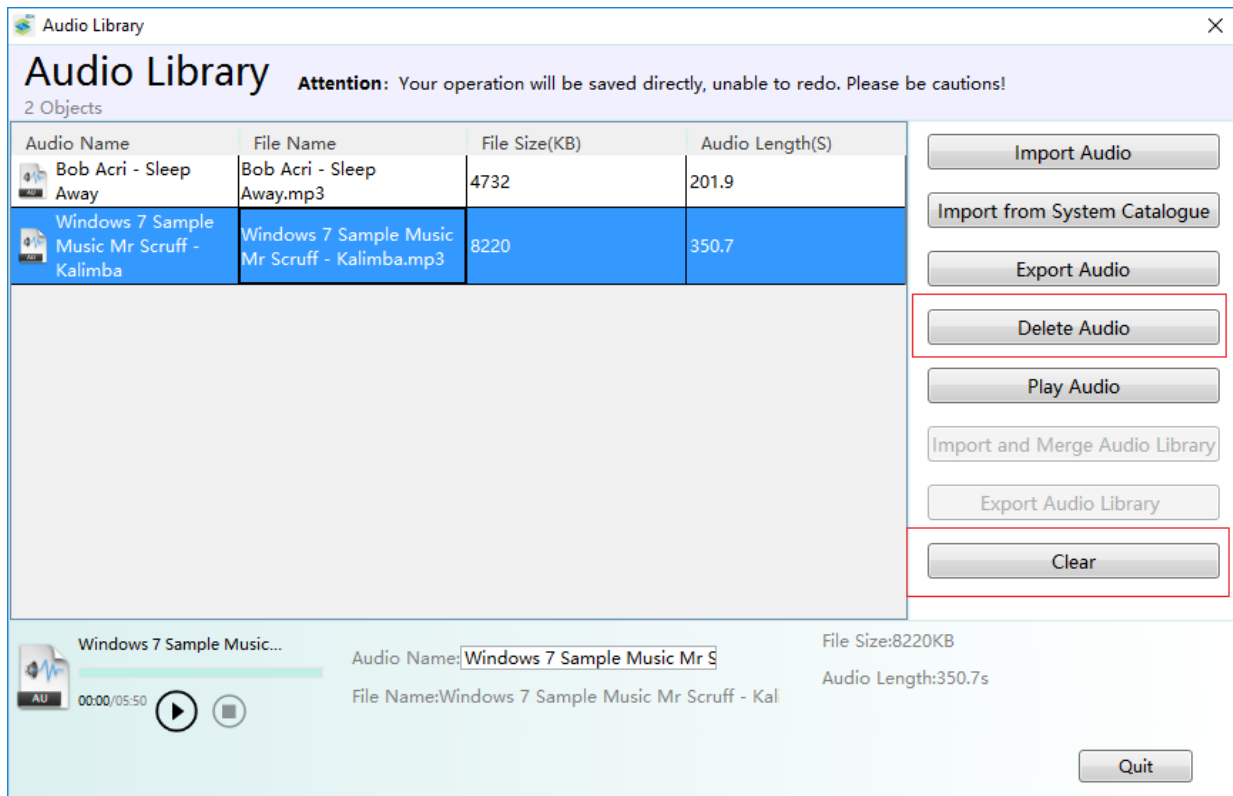 Audio Library
Audio Library
Attention: Your operation will be saved directly, unable to redo. Please be cautions!
2 Objects
Audio Name File Name File Size(KB) Audio Length(S)
Bob Acri - Sleep
Away
Bob Acri - Sleep
Away.mp3
4732
201.9
Windows 7 Sample
Music Mr Scruff -
Kalimba
Windows 7 Sample Music
Mr Scruff - Kalimba.mp3
8220
350.7
Import Audio
Import from System Catalogue
Export Audio
Delete Audio
Play Audio
Import and Merge Audio Library
Export Audio Library
Clear
AU
Windows 7 Sample Music...
00:00/05:50
Audio Name: Windows 7 Sample Music Mr S
File Name:Windows 7 Sample Music Mr Scruff - Kal
File Size:8220KB
Audio Length:350.7s
Quit